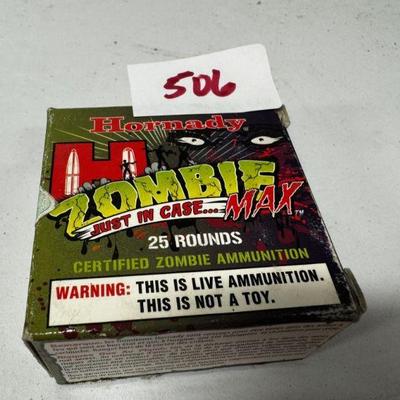 506
Hornady
H
ZOMBIE
JUST IN CASE... MAX™
25 ROUNDS
CERTIFIED ZOMBIE AMMUNITION
WARNING: THIS IS LIVE AMMUNITION.
THIS IS NOT A TOY.